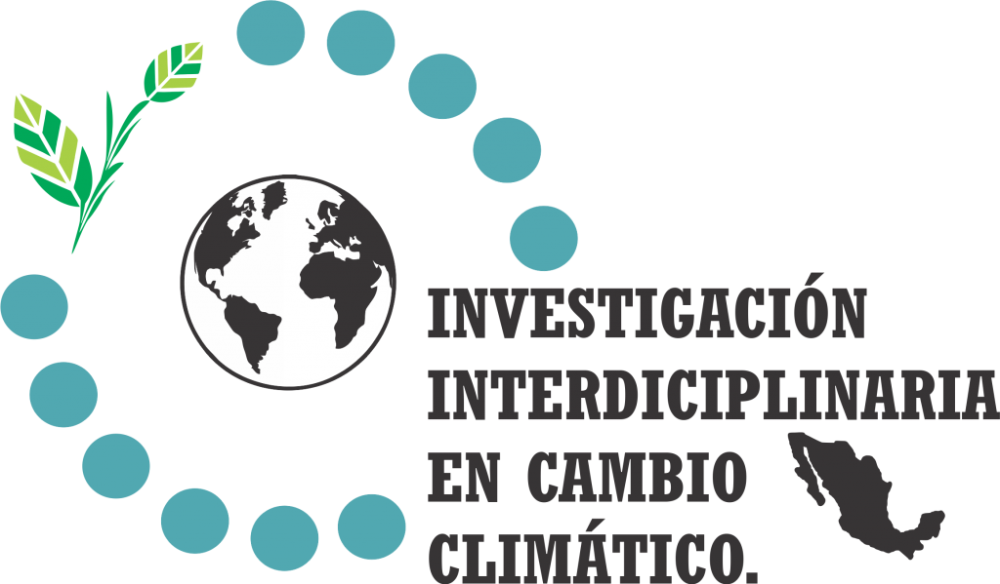 INVESTIGACIÓN
INTERDICIPLINARIA
EN CAMBIO
CLIMÁTICO.